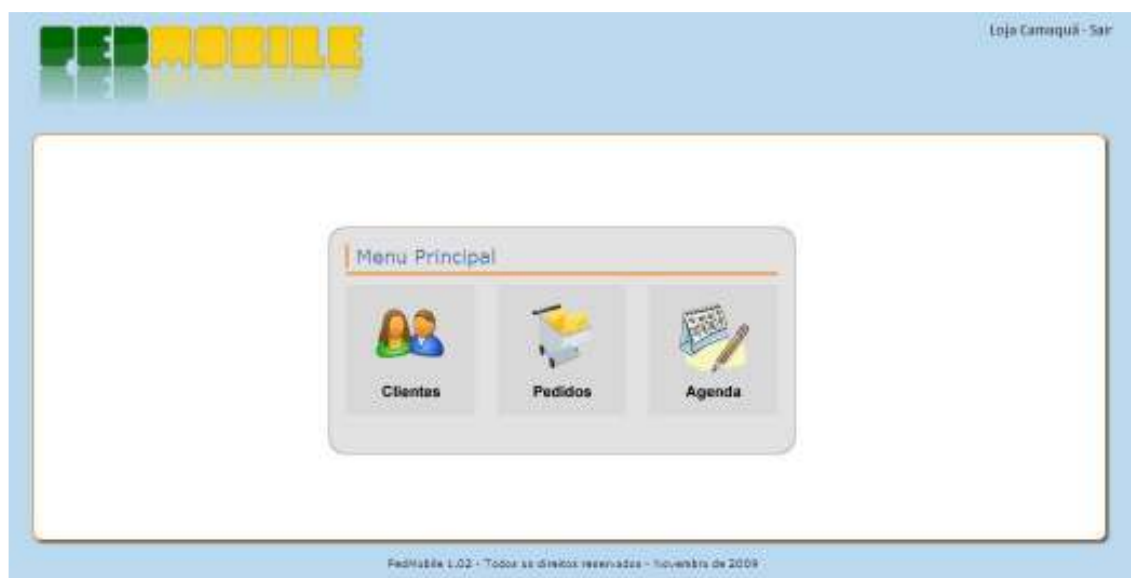 PEDMOBILE
Loja Camaquã - Sair
Menu Principal
Clientes
Pedidos
Agenda
PedMobile 1.02 - Todos os direitos reservados - Novembro de 2009